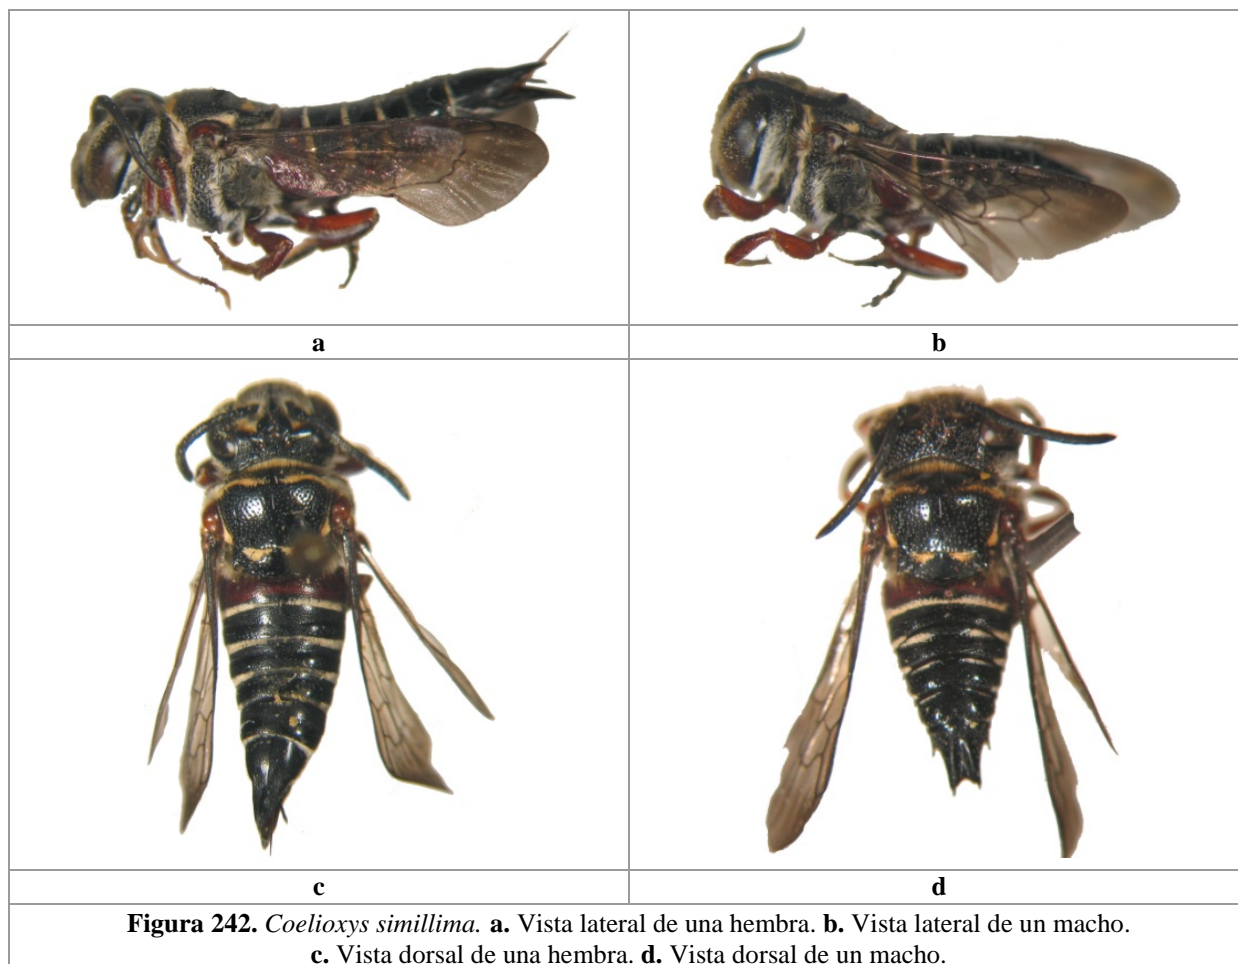 a
b
c
d
Figura 242. Coelioxys simillima. a. Vista lateral de una hembra. b. Vista lateral de un macho.
c. Vista dorsal de una hembra. d. Vista dorsal de un macho.